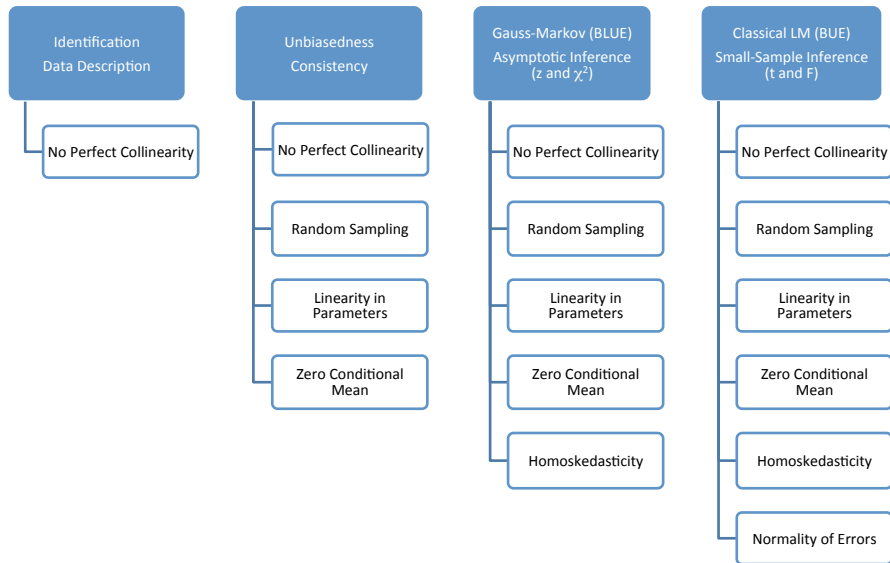 Identification
Data Description
No Perfect Collinearity
Unbiasedness
Consistency
No Perfect Collinearity
Random Sampling
Linearity in
Parameters
Zero Conditional
Mean
Gauss-Markov (BLUE)
Asymptotic Inference
(z and χ²)
No Perfect Collinearity
Random Sampling
Linearity in
Parameters
Zero Conditional
Mean
Homoskedasticity
Classical LM (BUE)
Small-Sample Inference
(t and F)
No Perfect Collinearity
Random Sampling
Linearity in
Parameters
Zero Conditional
Mean
Homoskedasticity
Normality of Errors